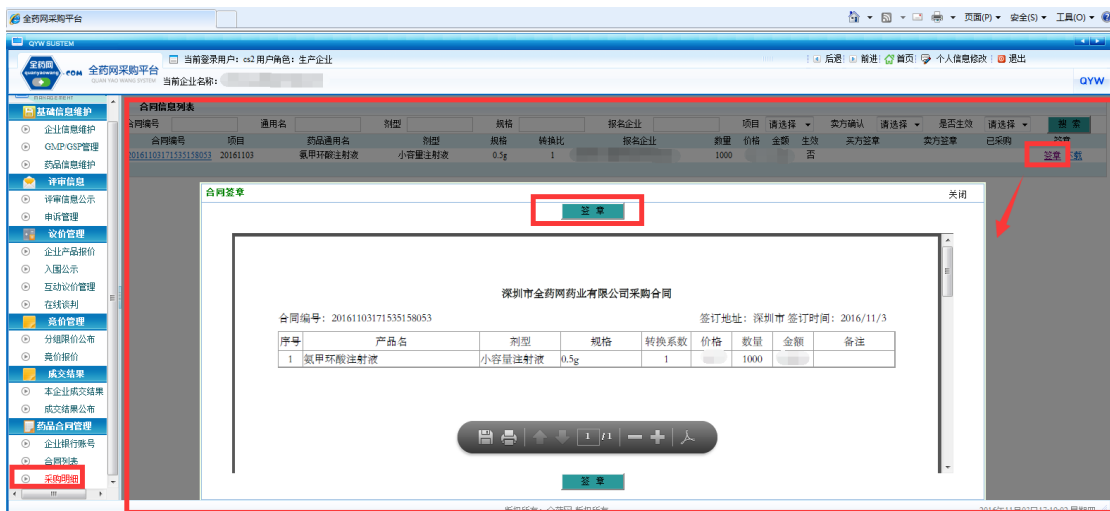 全药网采购平台
页面(P) 安全(S) 工具(O)
QYW SUSTEM
全药网 quanyaowang .COM 全药网采购平台 QUAN YAO WANG SYSTEM
当前登录用户：cs2 用户角色：生产企业
后退 前进 首页 个人信息修改 退出
当前企业名称：
QYW
基础信息维护
企业信息维护
GMP/GSP管理
药品信息维护
评审信息
评审信息公示
申诉管理
议价管理
企业产品报价
入围公示
互动议价管理
在线谈判
竞价管理
分组限价公布
竞价报价
成交结果
本企业成交结果
成交结果公布
药品合同管理
企业银行账号
合同列表
采购明细
合同信息列表
合同编号 通用名 剂型 规格 报名企业 项目 请选择 卖方确认 请选择 是否生效 请选择 搜 索
合同编号 项目 药品通用名 剂型 规格 转换比 报名企业 数量 价格 金额 生效 买方签章 卖方签章 已采购 签章
20161103171535158053 20161103 氨甲环酸注射液 小容量注射液 0.5g 1 1000 否 签章 下载
合同签章 关闭
签 章
深圳市全药网药业有限公司采购合同
合同编号：20161103171535158053 签订地址：深圳市 签订时间：2016/11/3
序号 产品名 剂型 规格 转换系数 价格 数量 金额 备注
1 氨甲环酸注射液 小容量注射液 0.5g 1 1000
1 / 1
签 章